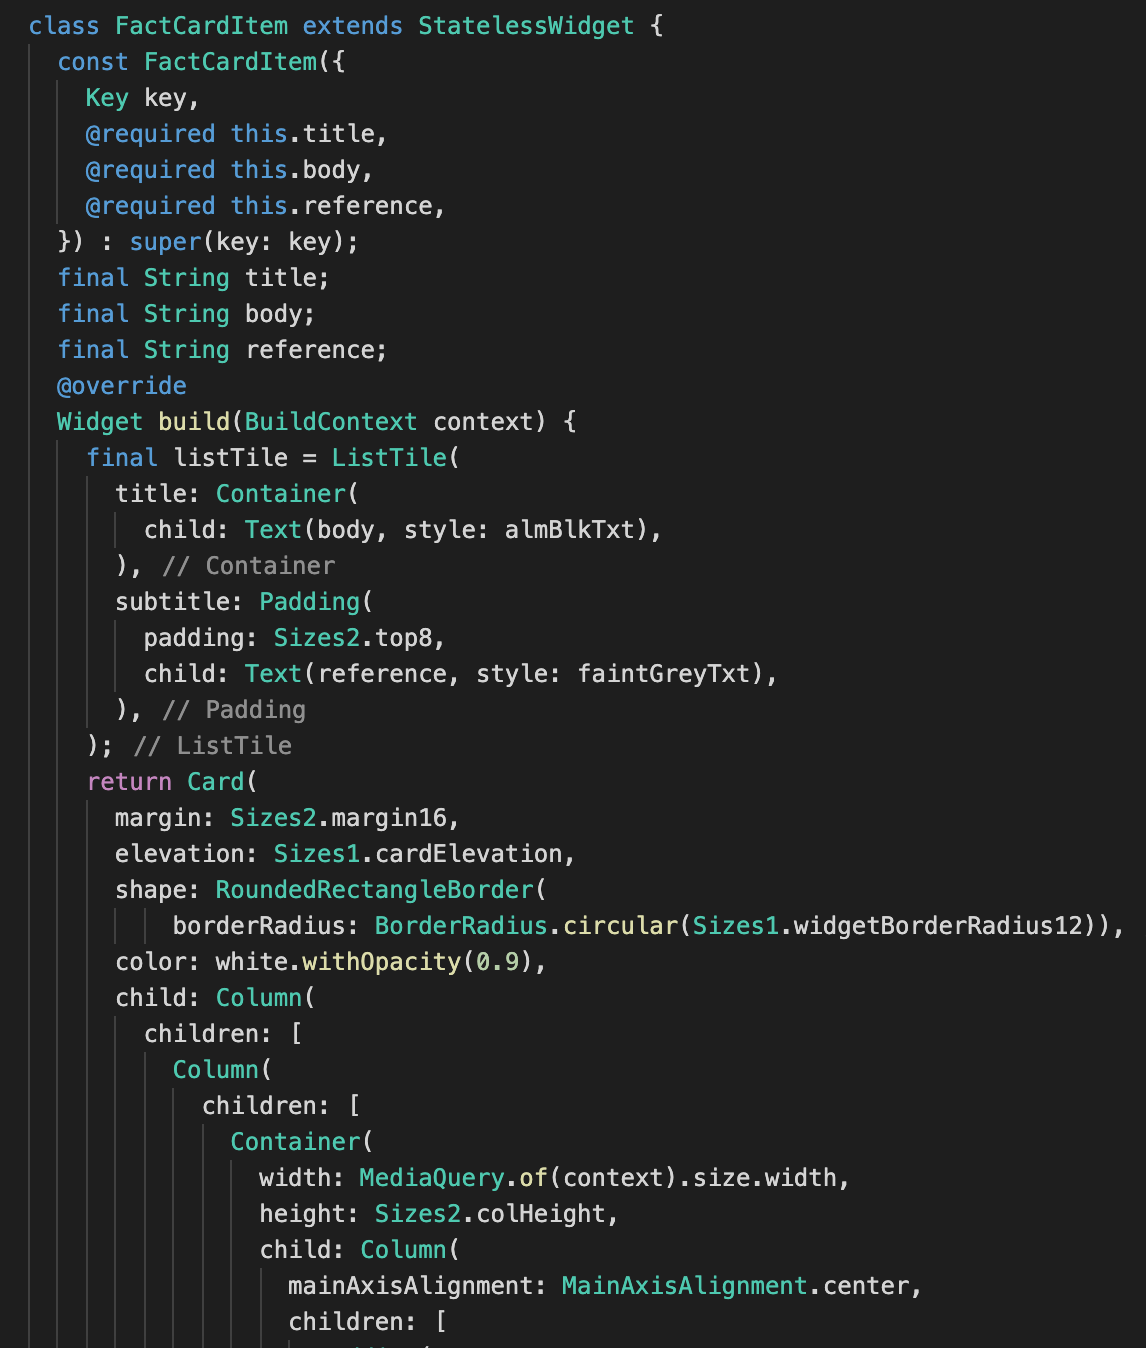 class FactCardItem extends StatelessWidget {
  const FactCardItem({
    Key key,
    @required this.title,
    @required this.body,
    @required this.reference,
  }) : super(key: key);
  final String title;
  final String body;
  final String reference;
  @override
  Widget build(BuildContext context) {
    final listTile = ListTile(
      title: Container(
        child: Text(body, style: almBlkTxt),
      ), // Container
      subtitle: Padding(
        padding: Sizes2.top8,
        child: Text(reference, style: faintGreyTxt),
      ), // Padding
    ); // ListTile
    return Card(
      margin: Sizes2.margin16,
      elevation: Sizes1.cardElevation,
      shape: RoundedRectangleBorder(
          borderRadius: BorderRadius.circular(Sizes1.widgetBorderRadius12)),
      color: white.withOpacity(0.9),
      child: Column(
        children: [
          Column(
            children: [
              Container(
                width: MediaQuery.of(context).size.width,
                height: Sizes2.colHeight,
                child: Column(
                  mainAxisAlignment: MainAxisAlignment.center,
                  children: [